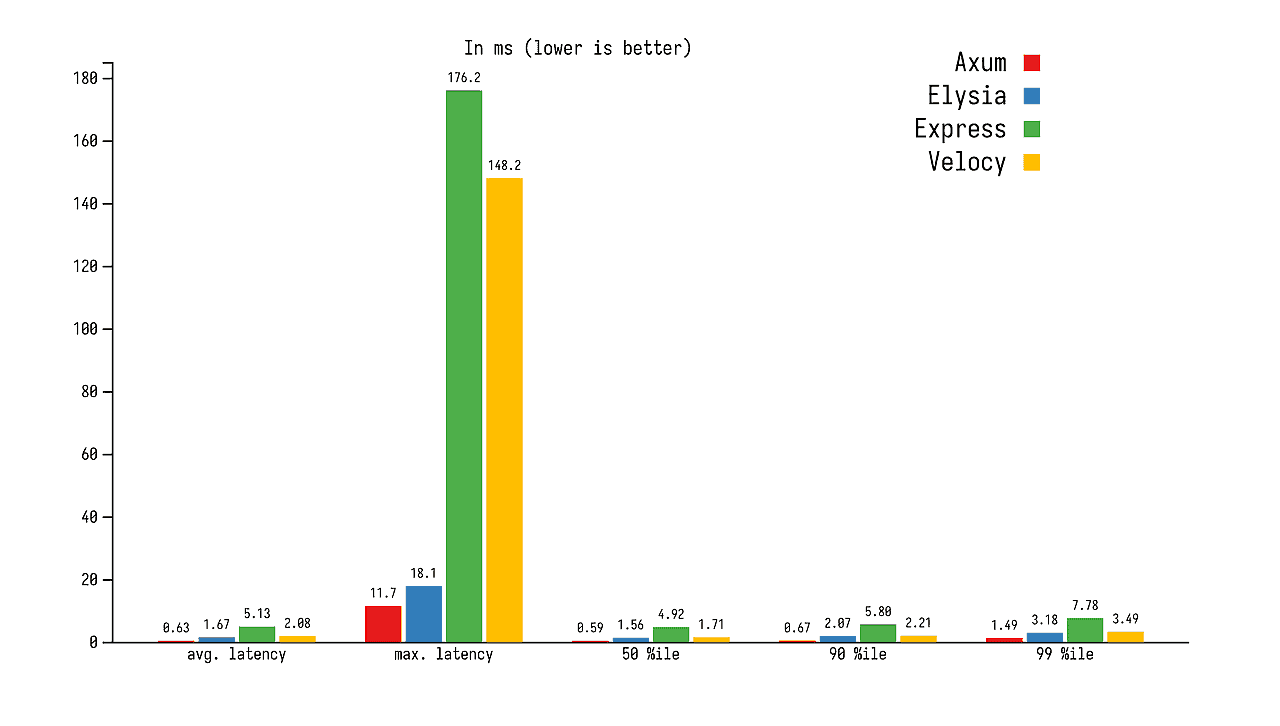 In ms (lower is better)
Axum
Elysia
Express
Velocy
180
160
140
120
100
80
60
40
20
0
0.63 1.67 5.13 2.08
11.7 18.1 176.2 148.2
0.59 1.56 4.92 1.71
0.67 2.07 5.80 2.21
1.49 3.18 7.78 3.49
avg. latency max. latency 50 %ile 90 %ile 99 %ile